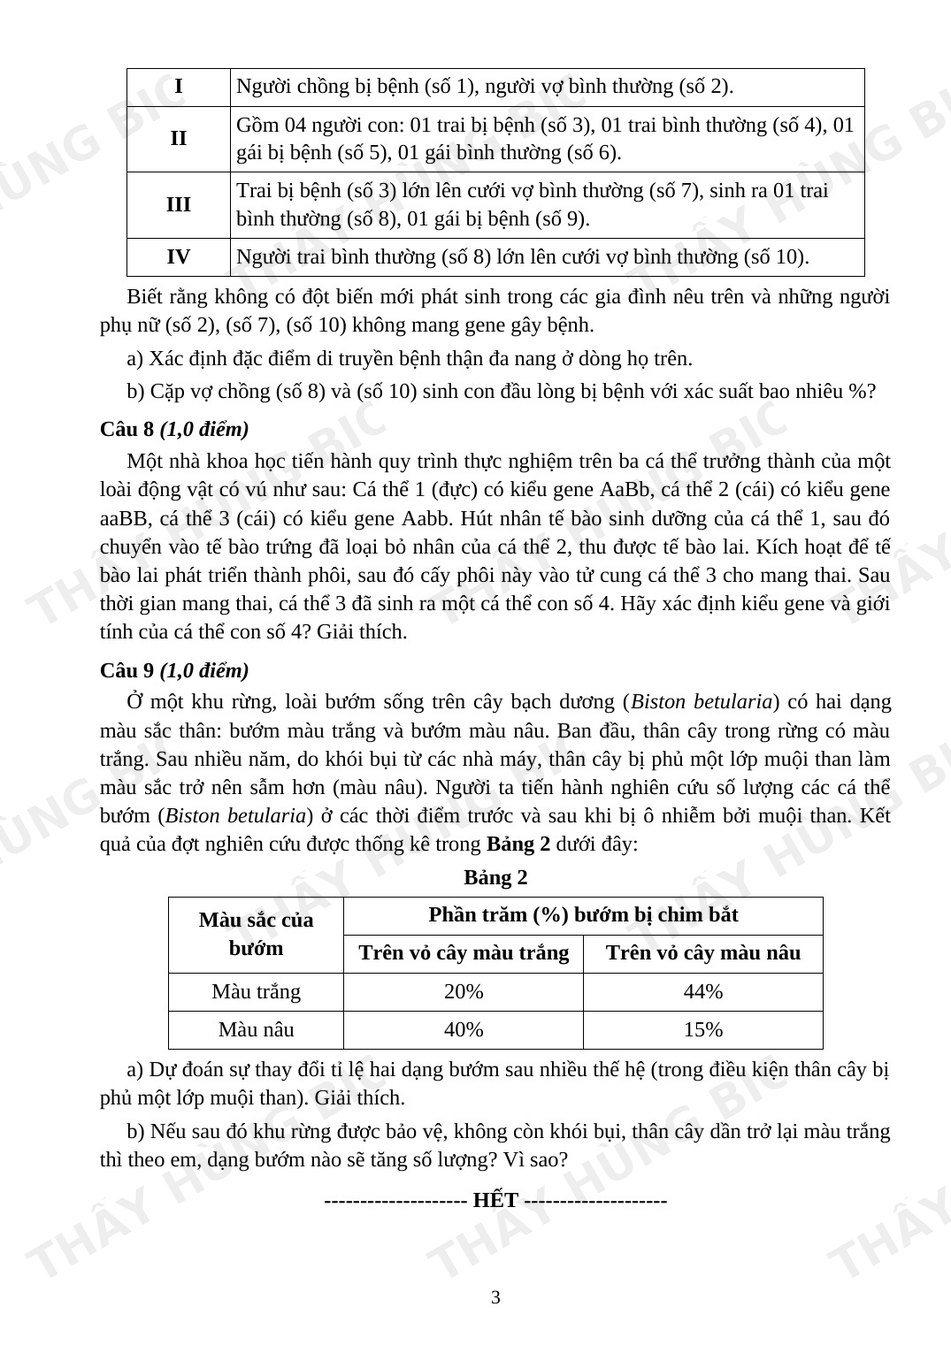 I
Người chồng bị bệnh (số 1), người vợ bình thường (số 2).
II
Gồm 04 người con: 01 trai bị bệnh (số 3), 01 trai bình thường (số 4), 01
gái bị bệnh (số 5), 01 gái bình thường (số 6).
III
Trai bị bệnh (số 3) lớn lên cưới vợ bình thường (số 7), sinh ra 01 trai
bình thường (số 8), 01 gái bị bệnh (số 9).
IV
Người trai bình thường (số 8) lớn lên cưới vợ bình thường (số 10).
Biết rằng không có đột biến mới phát sinh trong các gia đình nêu trên và những người
phụ nữ (số 2), (số 7), (số 10) không mang gene gây bệnh.
a) Xác định đặc điểm di truyền bệnh thận đa nang ở dòng họ trên.
b) Cặp vợ chồng (số 8) và (số 10) sinh con đầu lòng bị bệnh với xác suất bao nhiêu %?
Câu 8 (1,0 điểm)
Một nhà khoa học tiến hành quy trình thực nghiệm trên ba cá thể trưởng thành của một
loài động vật có vú như sau: Cá thể 1 (đực) có kiểu gene AaBb, cá thể 2 (cái) có kiểu gene
aaBB, cá thể 3 (cái) có kiểu gene Aabb. Hút nhân tế bào sinh dưỡng của cá thể 1, sau đó
chuyển vào tế bào trứng đã loại bỏ nhân của cá thể 2, thu được tế bào lai. Kích hoạt để tế
bào lai phát triển thành phôi, sau đó cấy phôi này vào tử cung cá thể 3 cho mang thai. Sau
thời gian mang thai, cá thể 3 đã sinh ra một cá thể con số 4. Hãy xác định kiểu gene và giới
tính của cá thể con số 4? Giải thích.
Câu 9 (1,0 điểm)
Ở một khu rừng, loài bướm sống trên cây bạch dương (Biston betularia) có hai dạng
màu sắc thân: bướm màu trắng và bướm màu nâu. Ban đầu, thân cây trong rừng có màu
trắng. Sau nhiều năm, do khói bụi từ các nhà máy, thân cây bị phủ một lớp muội than làm
màu sắc trở nên sẫm hơn (màu nâu). Người ta tiến hành nghiên cứu số lượng các cá thể
bướm (Biston betularia) ở các thời điểm trước và sau khi bị ô nhiễm bởi muội than. Kết
quả của đợt nghiên cứu được thống kê trong Bảng 2 dưới đây:
Bảng 2
Màu sắc của
bướm
Phần trăm (%) bướm bị chim bắt
Trên vỏ cây màu trắng
Trên vỏ cây màu nâu
Màu trắng
20%
44%
Màu nâu
40%
15%
a) Dự đoán sự thay đổi tỉ lệ hai dạng bướm sau nhiều thế hệ (trong điều kiện thân cây bị
phủ một lớp muội than). Giải thích.
b) Nếu sau đó khu rừng được bảo vệ, không còn khói bụi, thân cây dần trở lại màu trắng
thì theo em, dạng bướm nào sẽ tăng số lượng? Vì sao?
-------------------- HẾT --------------------
3
THẦY HÙNG BIC
THẦY HÙNG BIC
THẦY HÙNG BIC
THẦY HÙNG BIC
THẦY HÙNG BIC
THẦY HÙNG BIC
THẦY HÙNG BIC
THẦY HÙNG BIC